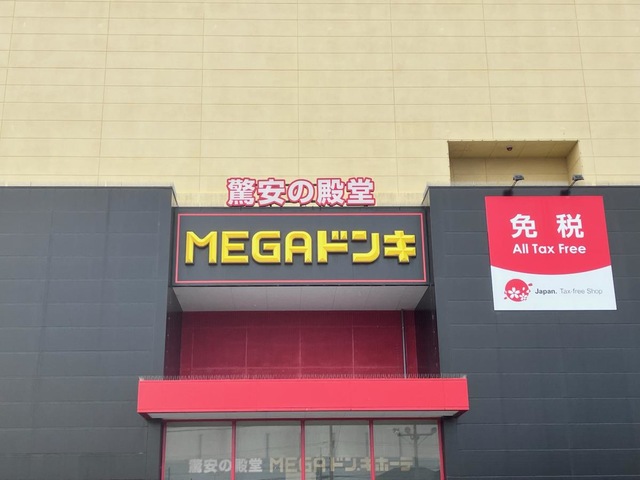 驚安の殿堂
MEGAドンキ
免税
All Tax Free
Japan. Tax-free Shop
驚安の殿堂 MEGAドンキホーテ